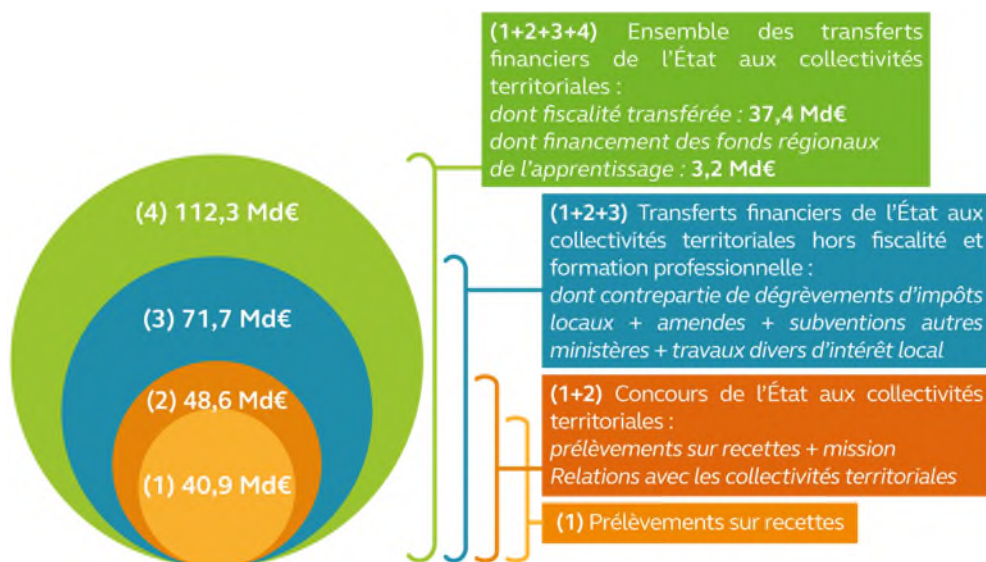 (1+2+3+4) Ensemble des transferts
financiers de l'État aux collectivités
territoriales :
dont fiscalité transférée : 37,4 Md€
dont financement des fonds régionaux
de l'apprentissage : 3,2 Md€
(4) 112,3 Md€
(1+2+3) Transferts financiers de l'État aux
collectivités territoriales hors fiscalité et
formation professionnelle :
dont contrepartie de dégrèvements d'impôts
locaux + amendes + subventions autres
ministères + travaux divers d'intérêt local
(3) 71,7 Md€
(1+2) Concours de l'État aux collectivités
territoriales :
prélèvements sur recettes + mission
Relations avec les collectivités territoriales
(2) 48,6 Md€
(1) 40,9 Md€
(1) Prélèvements sur recettes